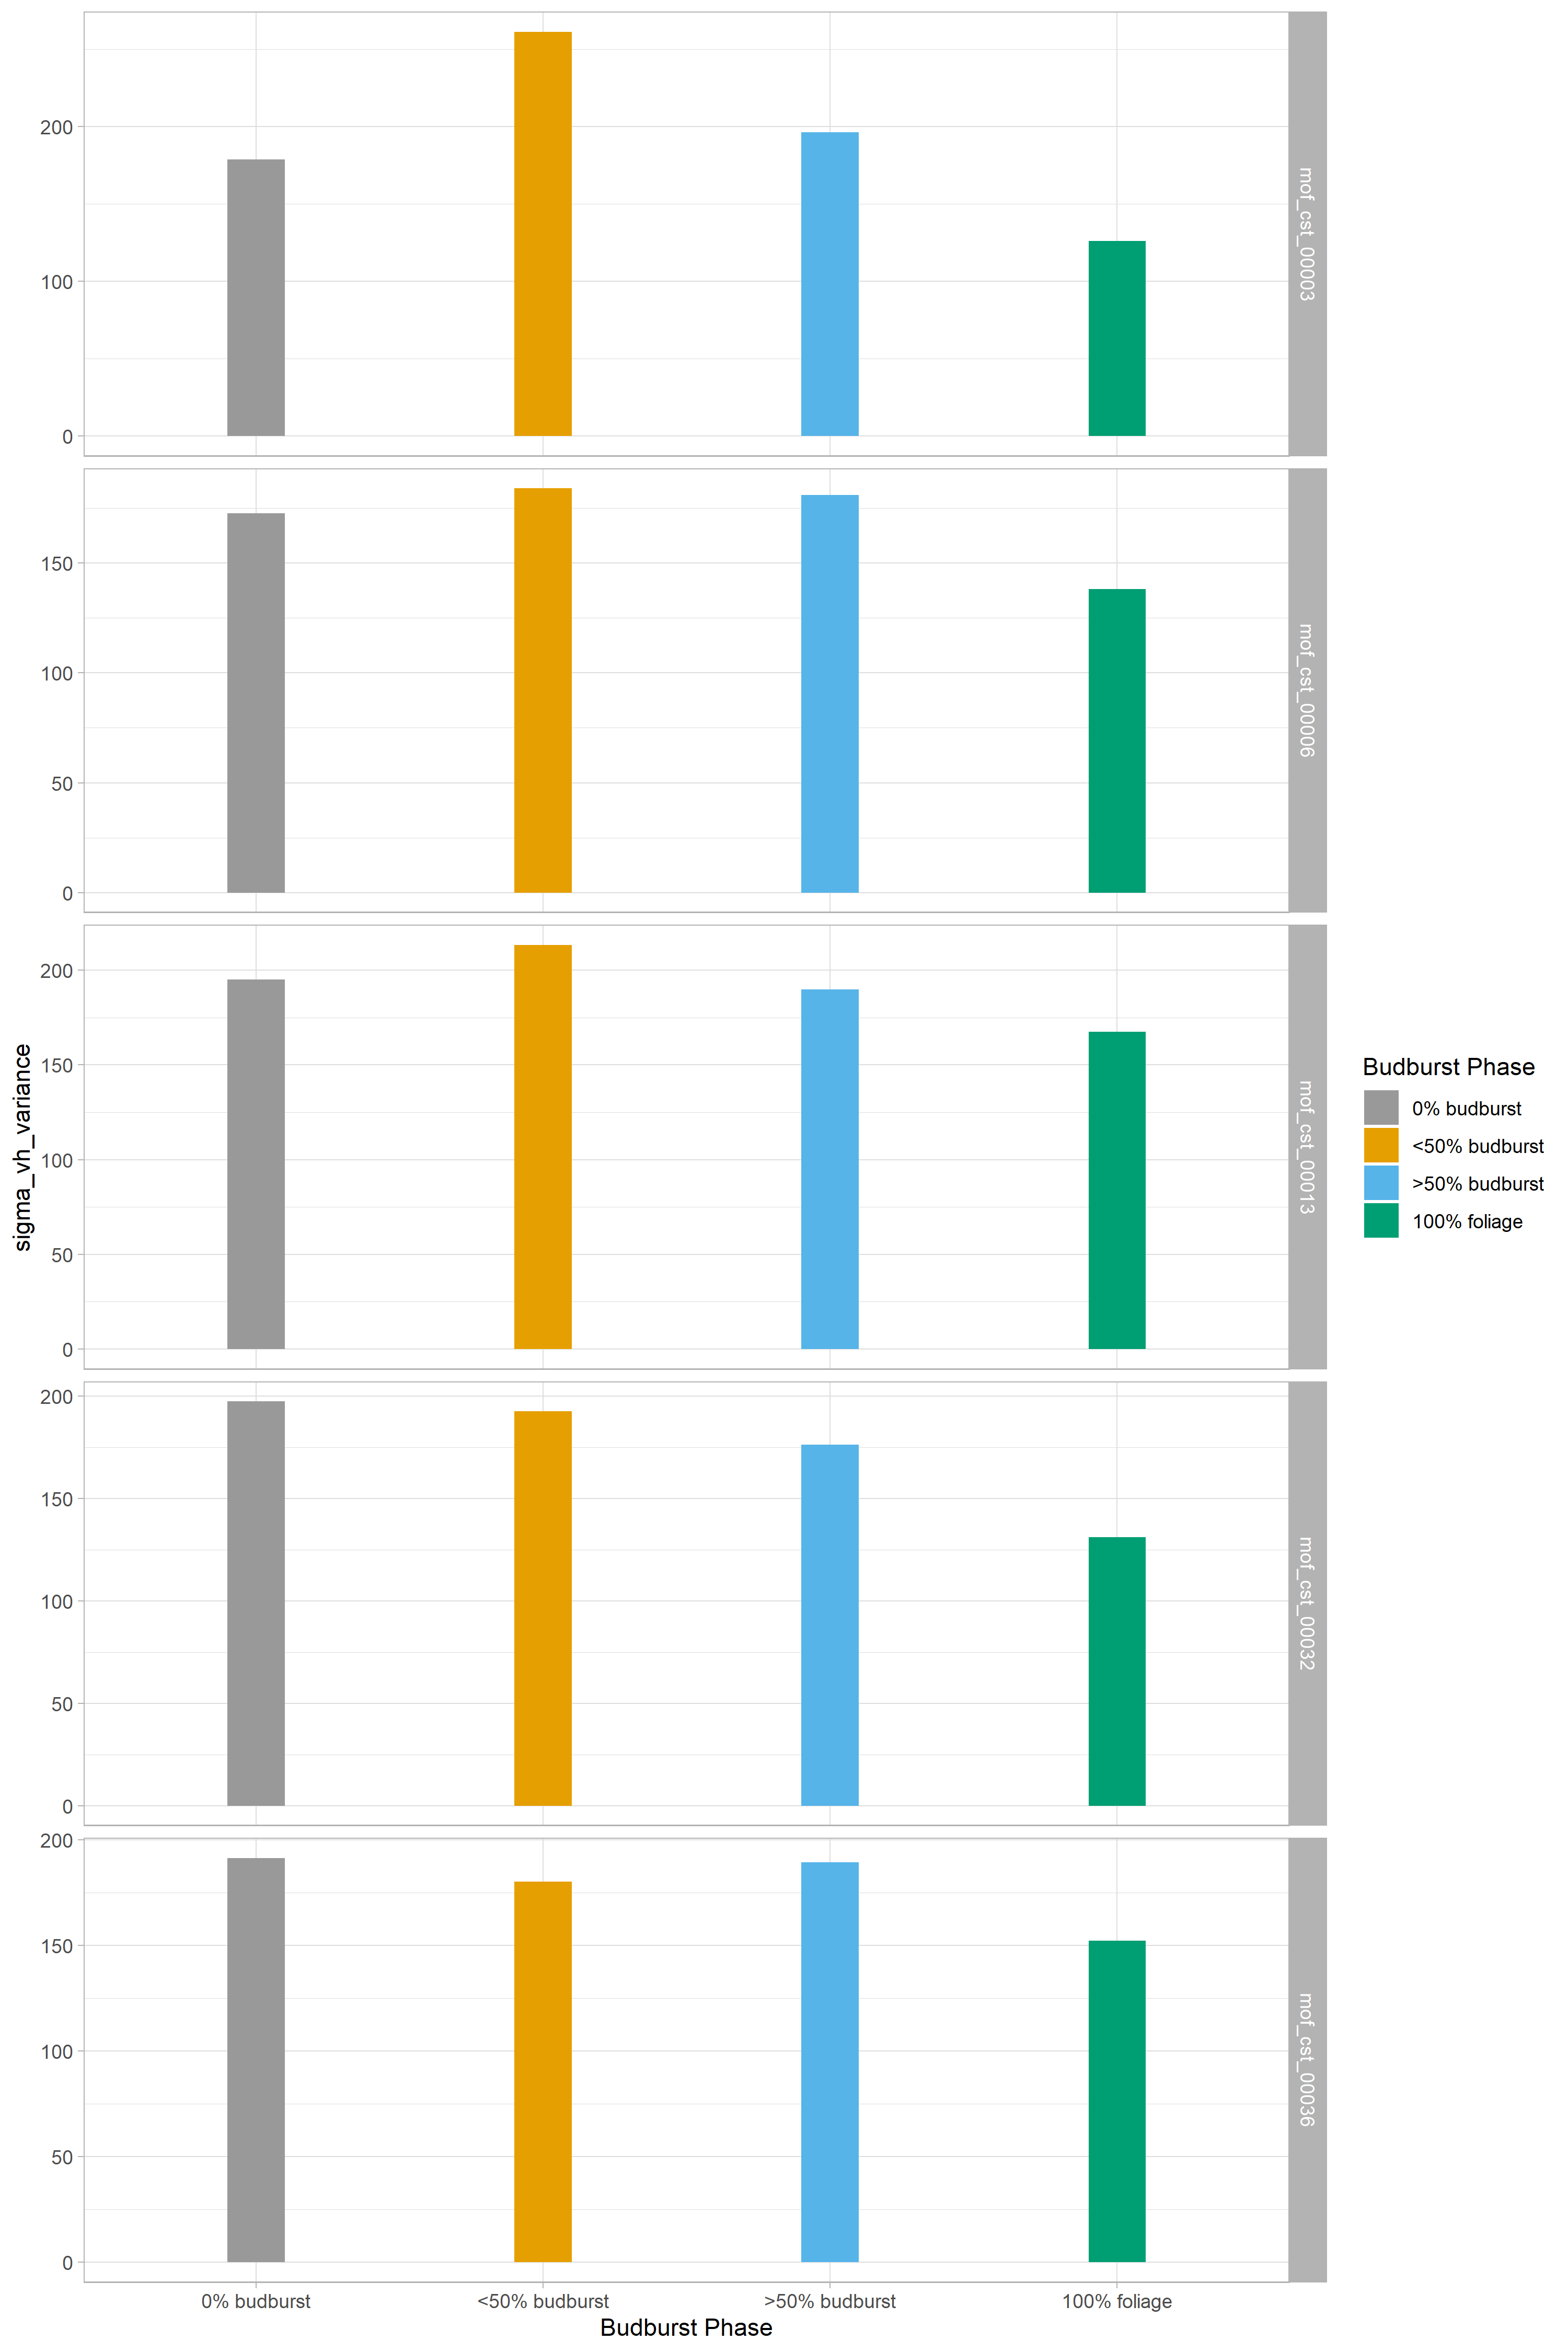 200
100
0
mof_cst_00003
150
100
50
0
mof_cst_00006
200
150
100
50
0
mof_cst_00013
200
150
100
50
0
mof_cst_00032
200
150
100
50
0
mof_cst_00036
sigma_vh_variance
0% budburst
<50% budburst
>50% budburst
100% foliage
Budburst Phase
Budburst Phase
0% budburst
<50% budburst
>50% budburst
100% foliage